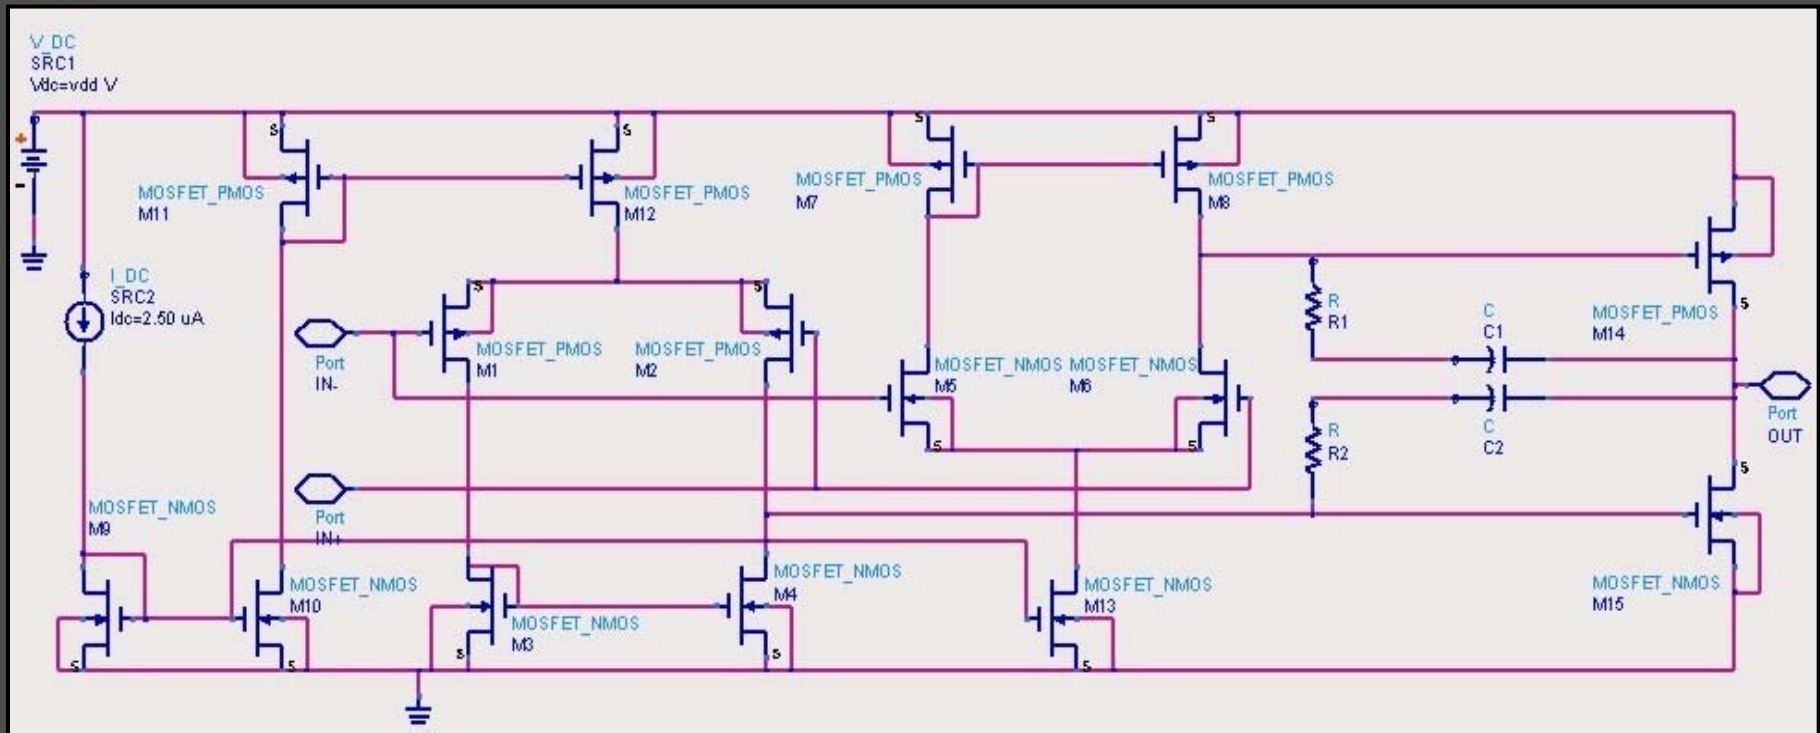 V_DC
SRC1
Vdc=vdd V
+
-
S
MOSFET_PMOS
M11
S
MOSFET_PMOS
M12
S
MOSFET_PMOS
M7
S
MOSFET_PMOS
M8
I_DC
SRC2
Idc=2.50 uA
Port
IN-
S
MOSFET_PMOS
M1
S
MOSFET_PMOS
M2
MOSFET_NMOS
M5
S
MOSFET_NMOS
M6
S
R
R1
C
C1
R
R2
C
C2
S
MOSFET_PMOS
M14
Port
OUT
S
MOSFET_NMOS
M9
S
Port
IN+
MOSFET_NMOS
M10
S
MOSFET_NMOS
M3
S
MOSFET_NMOS
M4
S
MOSFET_NMOS
M13
S
MOSFET_NMOS
M15